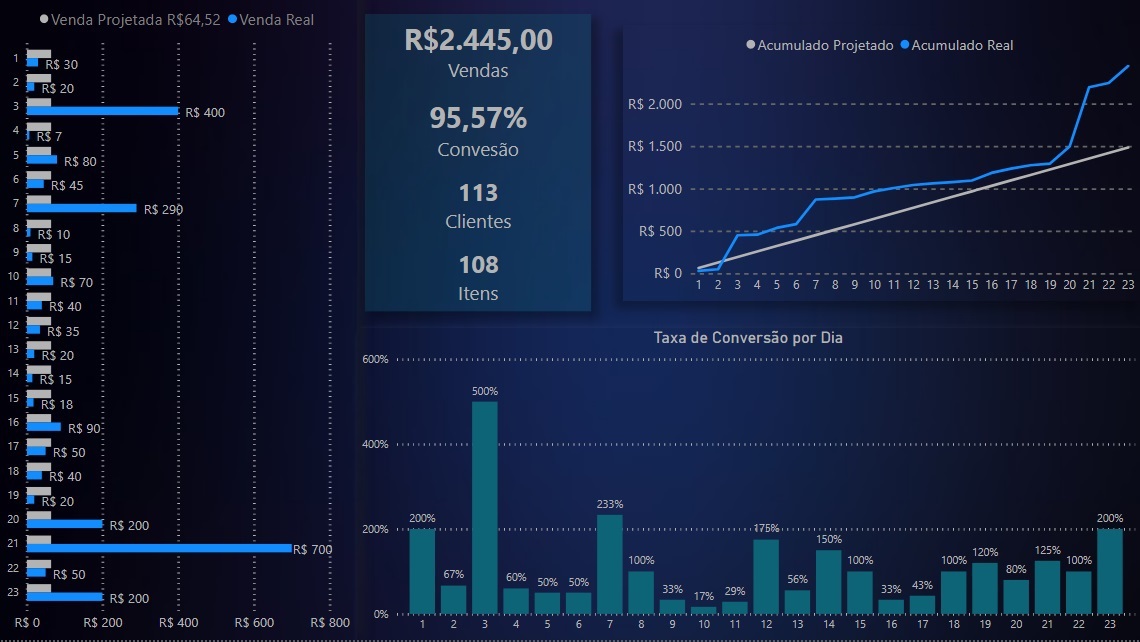 Venda Projetada R$64,52 Venda Real
1 R$ 30
2 R$ 20
3 R$ 400
4 R$ 7
5 R$ 80
6 R$ 45
7 R$ 290
8 R$ 10
9 R$ 15
10 R$ 70
11 R$ 40
12 R$ 35
13 R$ 20
14 R$ 15
15 R$ 18
16 R$ 90
17 R$ 50
18 R$ 40
19 R$ 20
20 R$ 200
21 R$ 700
22 R$ 50
23 R$ 200
R$ 0 R$ 200 R$ 400 R$ 600 R$ 800
R$2.445,00
Vendas
95,57%
Convesão
113
Clientes
108
Itens
Acumulado Projetado Acumulado Real
R$ 2.000
R$ 1.500
R$ 1.000
R$ 500
R$ 0
1 2 3 4 5 6 7 8 9 10 11 12 13 14 15 16 17 18 19 20 21 22 23
Taxa de Conversão por Dia
600%
400%
200%
0%
200% 67% 500% 60% 50% 50% 233% 100% 33% 17% 29% 175% 56% 150% 100% 33% 43% 100% 120% 80% 125% 100% 200%
1 2 3 4 5 6 7 8 9 10 11 12 13 14 15 16 17 18 19 20 21 22 23